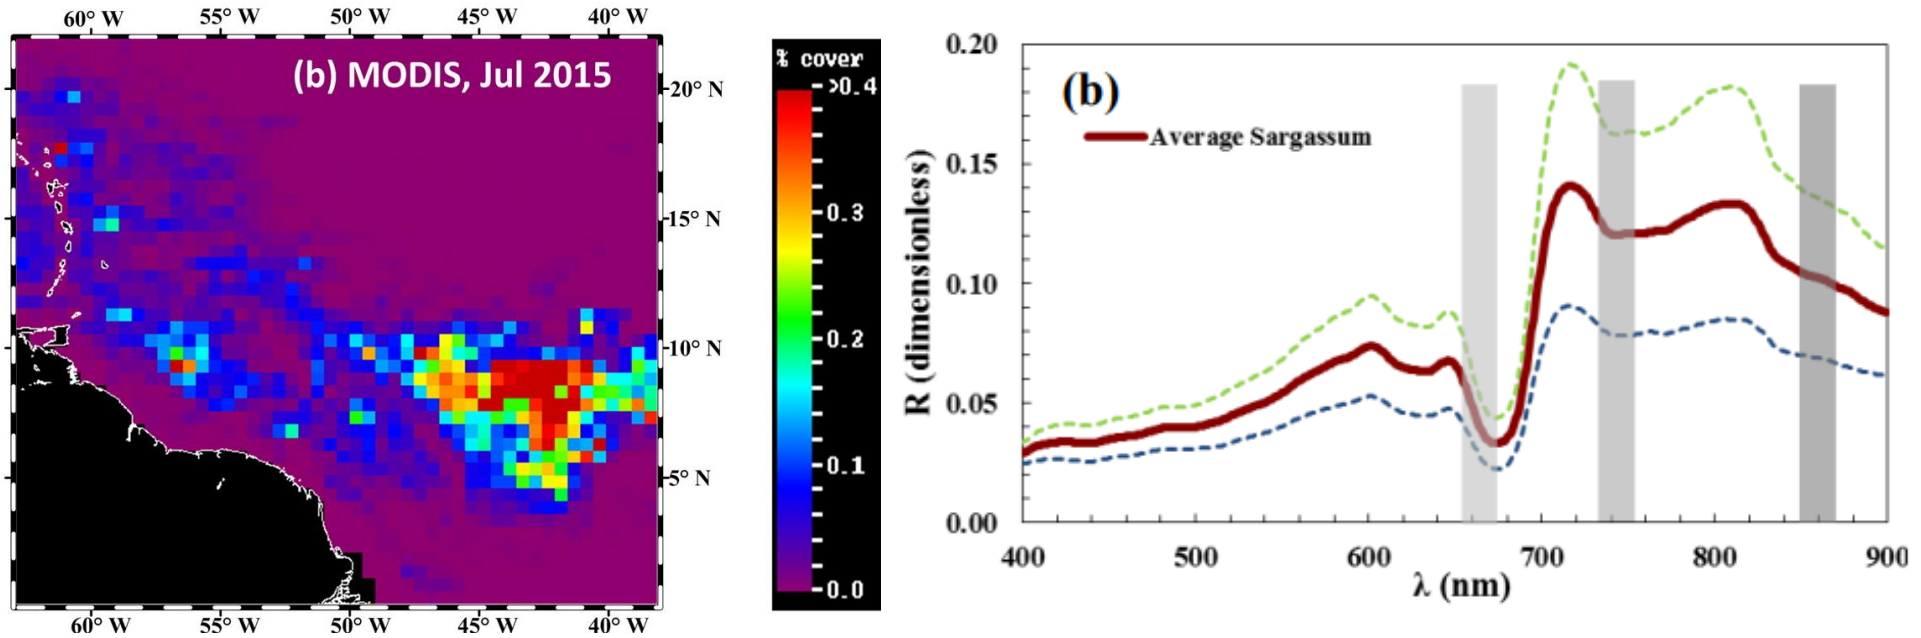 60° W 55° W 50° W 45° W 40° W
(b) MODIS, Jul 2015
20° N
15° N
10° N
5° N
60° W 55° W 50° W 45° W 40° W
% cover
>0.4
0.3
0.2
0.1
0.0
(b)
Average Sargassum
R (dimensionless)
0.20
0.15
0.10
0.05
0.00
400 500 600 700 800 900
λ (nm)